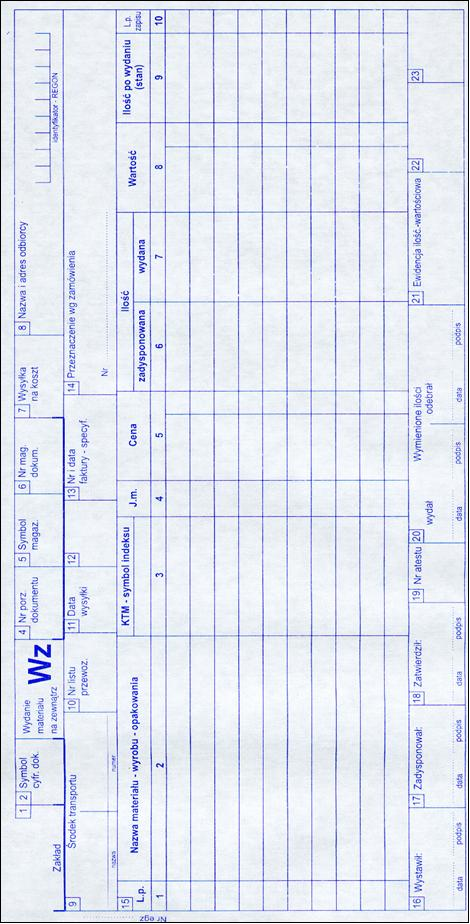 Zakład
1
2 Symbol
cyfr. dok.
Wydanie
materiału
na zewnątrz
Wz
4 Nr porz.
dokumentu
5 Symbol
magaz.
6 Nr mag.
dokum.
7 Wysyłka
na koszt
8 Nazwa i adres odbiorcy
identyfikator - REGON
9 Środek transportu
nazwa
numer
10 Nr listu
przewoz.
11 Data
wysyłki
12
13 Nr i data
faktury - specyf.
14 Przeznaczenie wg zamówienia
Nr
15
L.p.
Nazwa materiału - wyrobu - opakowania
KTM - symbol indeksu
J.m.
Cena
Ilość
zadysponowana
wydana
Wartość
Ilość po wydaniu
(stan)
L.p.
zapisu
1 2 3 4 5 6 7 8 9 10
16 Wystawił:
data podpis
17 Zadysponował:
data podpis
18 Zatwierdził:
data podpis
19 Nr atestu
20 Wymienione ilości
wydał odebrał
data podpis data podpis
21 Ewidencja ilość.-wartościowa
22
23
Nr egz